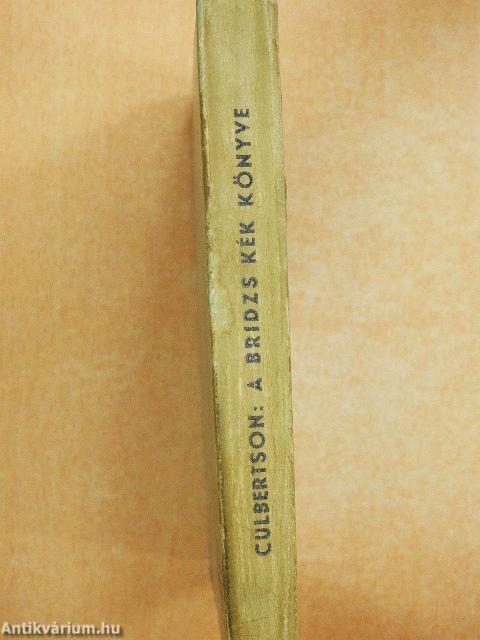 CULBERTSON: A BRIDZS KÉK KÖNYVE
Antikvárium.hu